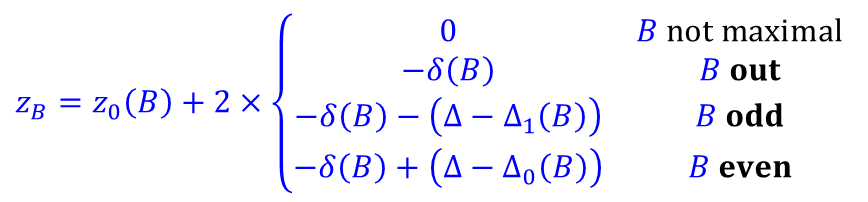 0 B not maximal
−δ(B) B out
z_B = z_0(B) + 2 × { −δ(B) − (Δ − Δ_1(B)) B odd
−δ(B) + (Δ − Δ_0(B)) B even